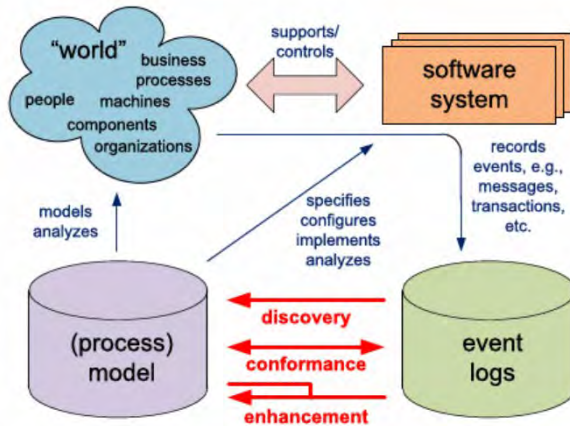 “world”
business
processes
people
machines
components
organizations
supports/
controls
software
system
models
analyzes
specifies
configures
implements
analyzes
records
events, e.g.,
messages,
transactions,
etc.
(process)
model
discovery
conformance
enhancement
event
logs